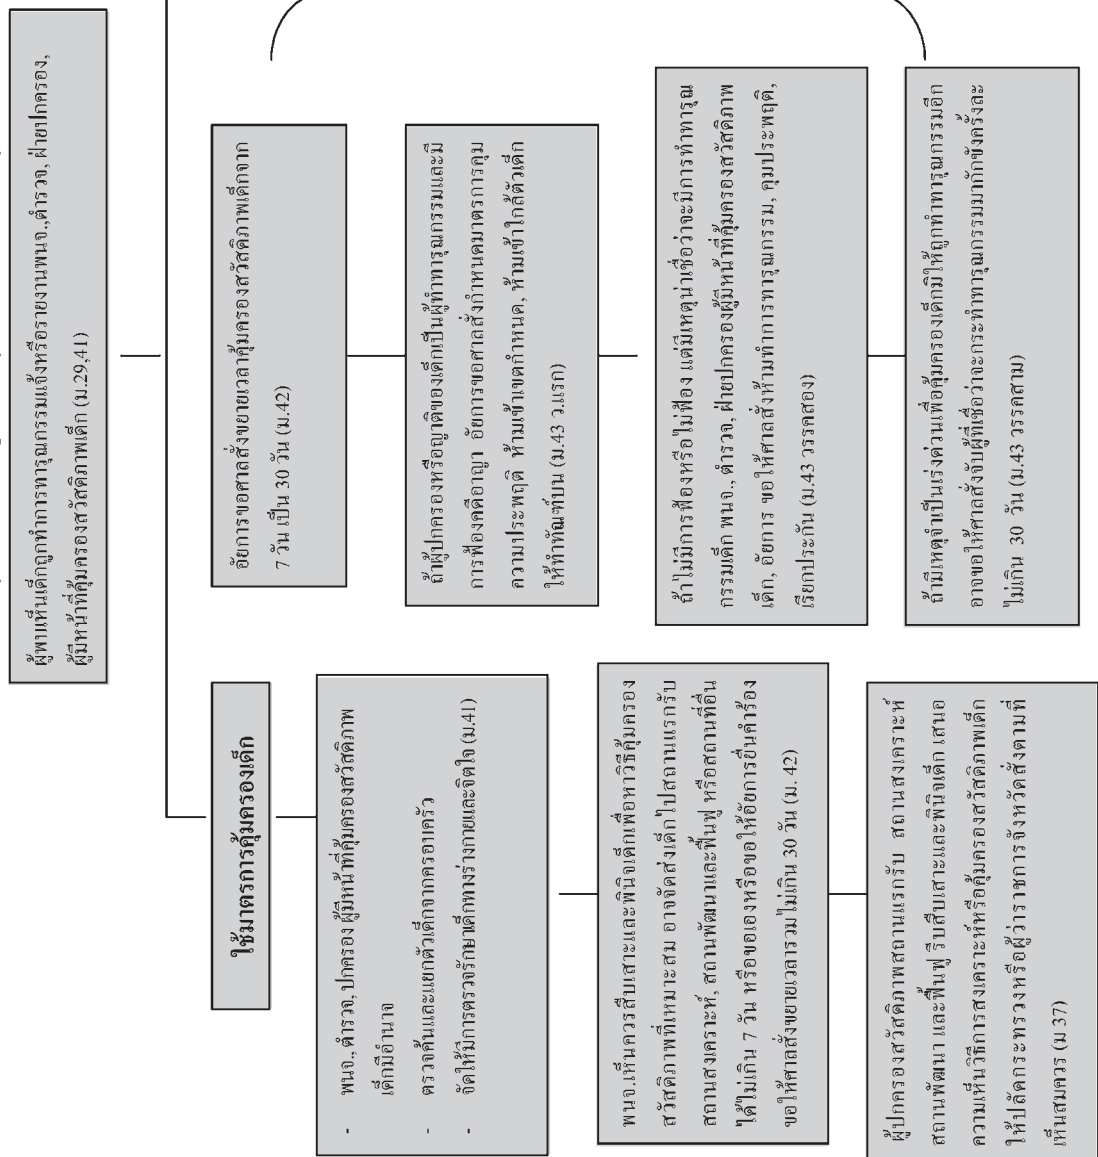 ผู้พบเห็นเด็กถูกทำการทารุณกรรมแจ้งหรือรายงานพนจ.,ตำรวจ, ฝ่ายปกครอง,
ผู้มีหน้าที่คุ้มครองสวัสดิภาพเด็ก (ม.29,41)
ใช้มาตรการคุ้มครองเด็ก
- พนจ., ตำรวจ, ปกครอง ผู้มีหน้าที่คุ้มครองสวัสดิภาพ
เด็กมีอำนาจ
- ตรวจค้นและแยกตัวเด็กจากครอบครัว
- จัดให้มีการตรวจรักษาเด็กทางร่างกายและจิตใจ (ม.41)
พนจ.เห็นควรสืบเสาะและพินิจเด็กเพื่อหาวิธีคุ้มครอง
สวัสดิภาพที่เหมาะสม อาจจัดส่งเด็กไปสถานแรกรับ
สถานสงเคราะห์, สถานพัฒนาและฟื้นฟู หรือสถานที่อื่น
ได้ไม่เกิน 7 วัน หรือขอเองหรือขอให้อัยการยื่นคำร้อง
ขอให้ศาลสั่งขยายเวลารวมไม่เกิน 30 วัน (ม. 42)
ผู้ปกครองสวัสดิภาพสถานแรกรับ สถานสงเคราะห์
สถานพัฒนา และฟื้นฟู รีบสืบเสาะและพินิจเด็ก เสนอ
ความเห็นวิธีการสงเคราะห์หรือคุ้มครองสวัสดิภาพเด็ก
ให้ปลัดกระทรวงหรือผู้ว่าราชการจังหวัดสั่งตามที่
เห็นสมควร (ม 37)
อัยการขอศาลสั่งขยายเวลาคุ้มครองสวัสดิภาพเด็กจาก
7 วัน เป็น 30 วัน (ม.42)
ถ้าผู้ปกครองหรือญาติของเด็กเป็นผู้ทำทารุณกรรมและมี
การฟ้องคดีอาญา อัยการขอศาลสั่งกำหนดมาตรการคุม
ความประพฤติ ห้ามเข้าเขตกำหนด, ห้ามเข้าใกล้ตัวเด็ก
ให้ทำทัณฑ์บน (ม.43 ว.แรก)
ถ้าไม่มีการฟ้องหรือไม่ฟ้อง แต่มีเหตุน่าเชื่อว่าจะมีการทำทารุณ
กรรมเด็ก พนจ., ตำรวจ, ฝ่ายปกครองผู้มีหน้าที่คุ้มครองสวัสดิภาพ
เด็ก, อัยการ ขอให้ศาลสั่งห้ามทำการทารุณกรรม, คุมประพฤติ,
เรียกประกัน (ม.43 วรรคสอง)
ถ้ามีเหตุจำเป็นเร่งด่วนเพื่อคุ้มครองเด็กมิให้ถูกทำทารุณกรรมอีก
อาจขอให้ศาลสั่งจับผู้ที่เชื่อว่าจะกระทำทารุณกรรมมากักขังครั้งละ
ไม่เกิน 30 วัน (ม.43 วรรคสาม)